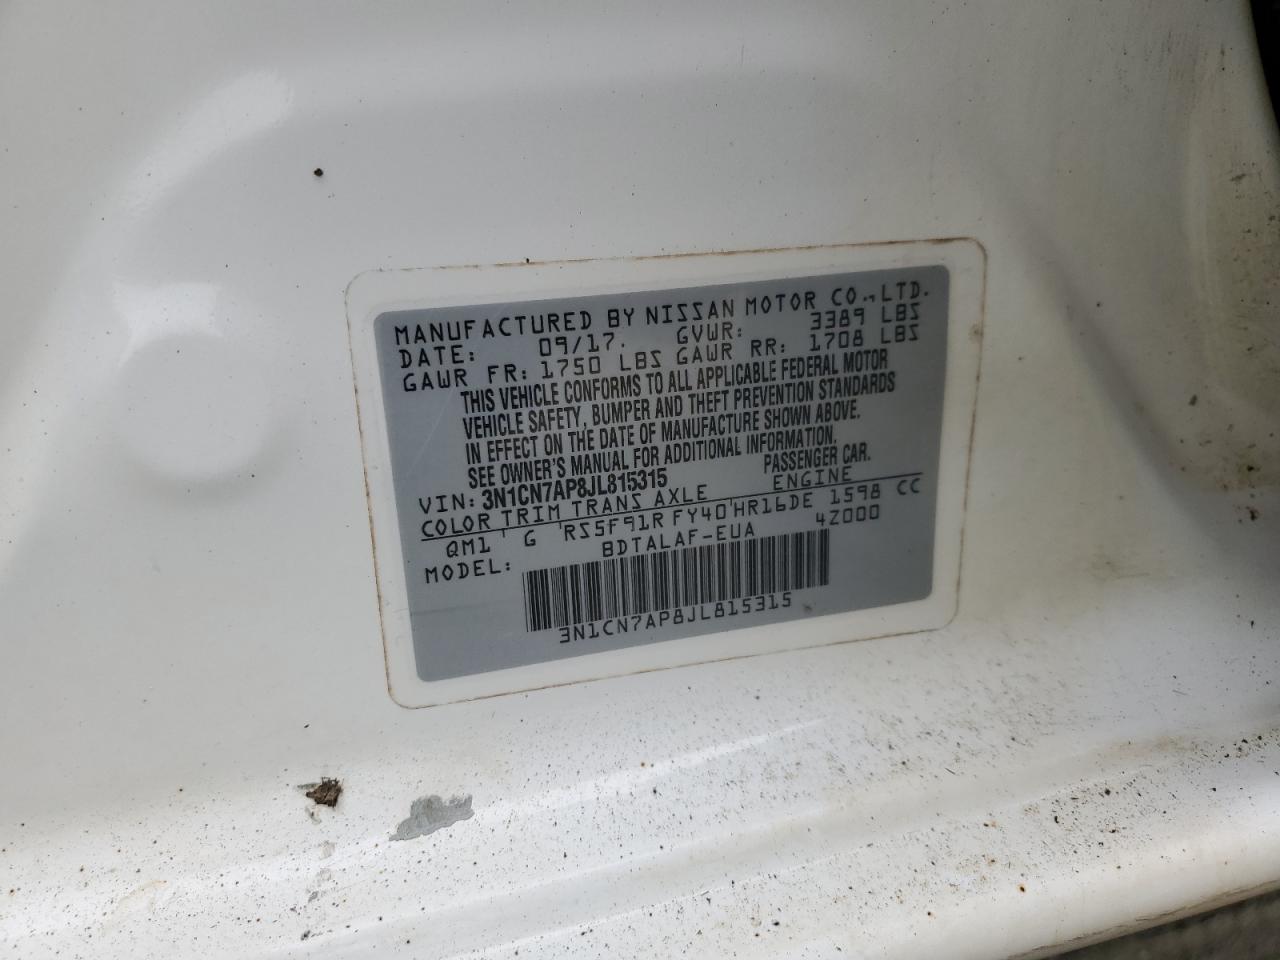 MANUFACTURED BY NISSAN MOTOR CO.,LTD.
DATE: 09/17. GVWR: 3389 LBS
GAWR FR: 1750 LBS GAWR RR: 1708 LBS
THIS VEHICLE CONFORMS TO ALL APPLICABLE FEDERAL MOTOR
VEHICLE SAFETY, BUMPER AND THEFT PREVENTION STANDARDS
IN EFFECT ON THE DATE OF MANUFACTURE SHOWN ABOVE.
SEE OWNER'S MANUAL FOR ADDITIONAL INFORMATION.
VIN: 3N1CN7AP8JL815315 PASSENGER CAR.
COLOR TRIM TRANS AXLE ENGINE
QM1 ' G 'RS5F91R FY40'HR16DE 1598 CC
MODEL: BDTALAF-EUA 4Z000
3N1CN7AP8JL815315